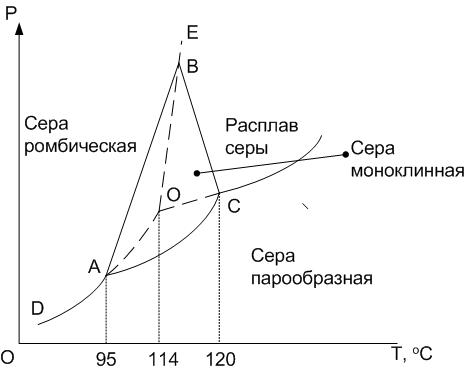 P
E
B
Сера
ромбическая
Расплав
серы
Сера
моноклинная
O
C
A
Сера
парообразная
D
O
95
114
120
T, °C